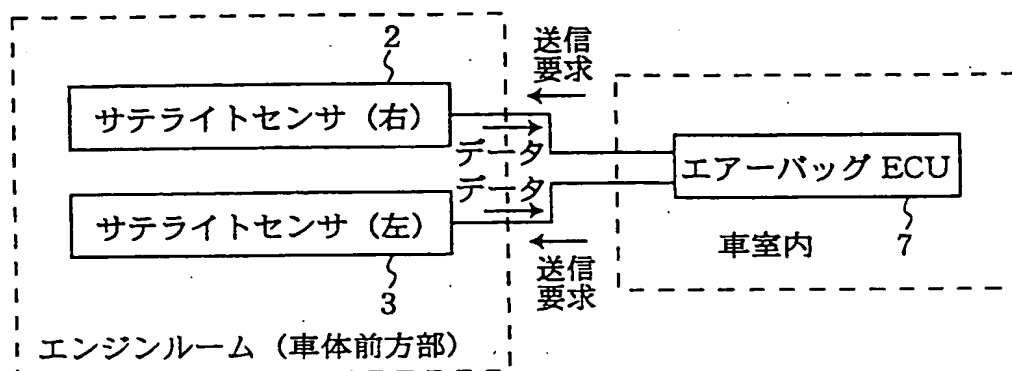 2
送信
要求
サテライトセンサ（右）
データ
エアーバッグ ECU
データ
サテライトセンサ（左）
車室内
7
送信
要求
3
エンジンルーム（車体前方部）